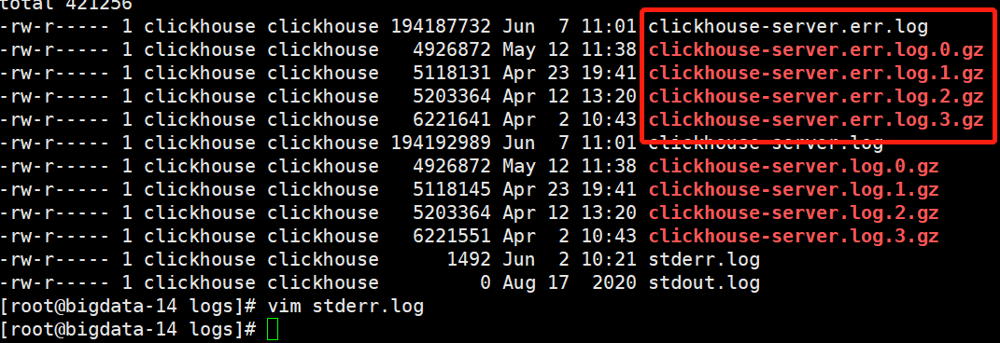 total 421256
-rw-r----- 1 clickhouse clickhouse 194187732 Jun  7 11:01 clickhouse-server.err.log
-rw-r----- 1 clickhouse clickhouse   4926872 May 12 11:38 clickhouse-server.err.log.0.gz
-rw-r----- 1 clickhouse clickhouse   5118131 Apr 23 19:41 clickhouse-server.err.log.1.gz
-rw-r----- 1 clickhouse clickhouse   5203364 Apr 12 13:20 clickhouse-server.err.log.2.gz
-rw-r----- 1 clickhouse clickhouse   6221641 Apr  2 10:43 clickhouse-server.err.log.3.gz
-rw-r----- 1 clickhouse clickhouse 194192989 Jun  7 11:01 clickhouse-server.log
-rw-r----- 1 clickhouse clickhouse   4926872 May 12 11:38 clickhouse-server.log.0.gz
-rw-r----- 1 clickhouse clickhouse   5118145 Apr 23 19:41 clickhouse-server.log.1.gz
-rw-r----- 1 clickhouse clickhouse   5203364 Apr 12 13:20 clickhouse-server.log.2.gz
-rw-r----- 1 clickhouse clickhouse   6221551 Apr  2 10:43 clickhouse-server.log.3.gz
-rw-r----- 1 clickhouse clickhouse      1492 Jun  2 10:21 stderr.log
-rw-r----- 1 clickhouse clickhouse         0 Aug 17  2020 stdout.log
[root@bigdata-14 logs]# vim stderr.log
[root@bigdata-14 logs]#